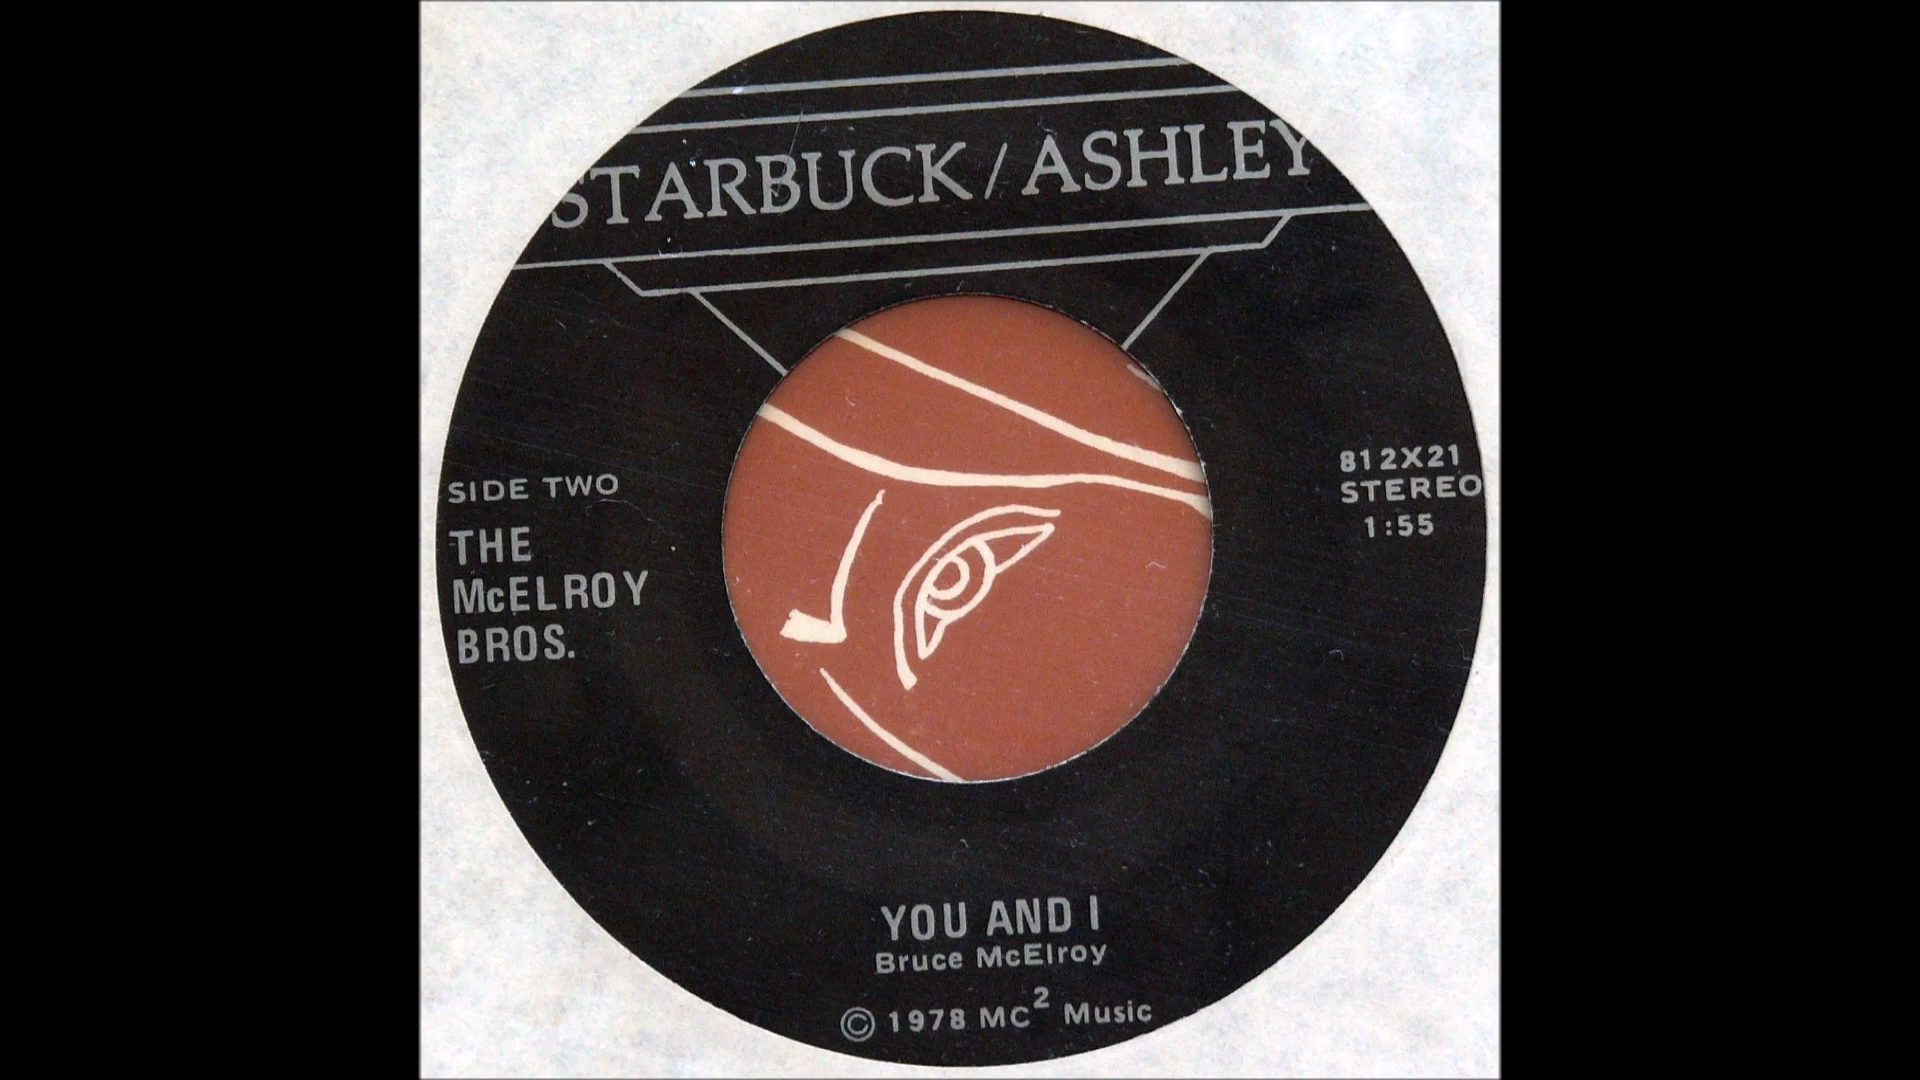 STARBUCK/ASHLEY
SIDE TWO
THE
McELROY
BROS.
812X21
STEREO
1:55
YOU AND I
Bruce McElroy
© 1978 MC² Music